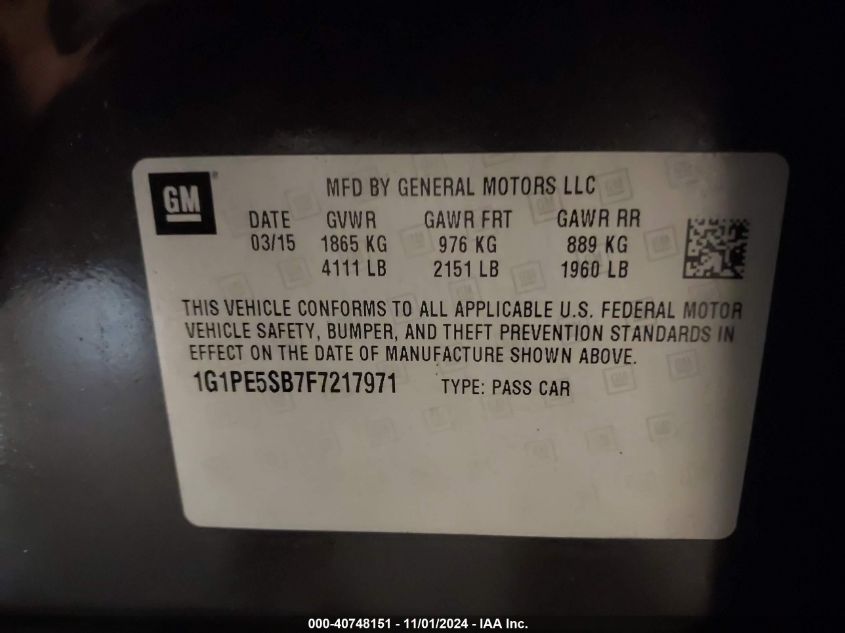 GM
MFD BY GENERAL MOTORS LLC
DATE GVWR GAWR FRT GAWR RR
03/15 1865 KG 976 KG 889 KG
4111 LB 2151 LB 1960 LB
THIS VEHICLE CONFORMS TO ALL APPLICABLE U.S. FEDERAL MOTOR
VEHICLE SAFETY, BUMPER, AND THEFT PREVENTION STANDARDS IN
EFFECT ON THE DATE OF MANUFACTURE SHOWN ABOVE.
1G1PE5SB7F7217971 TYPE: PASS CAR
000-40748151 - 11/01/2024 - IAA Inc.